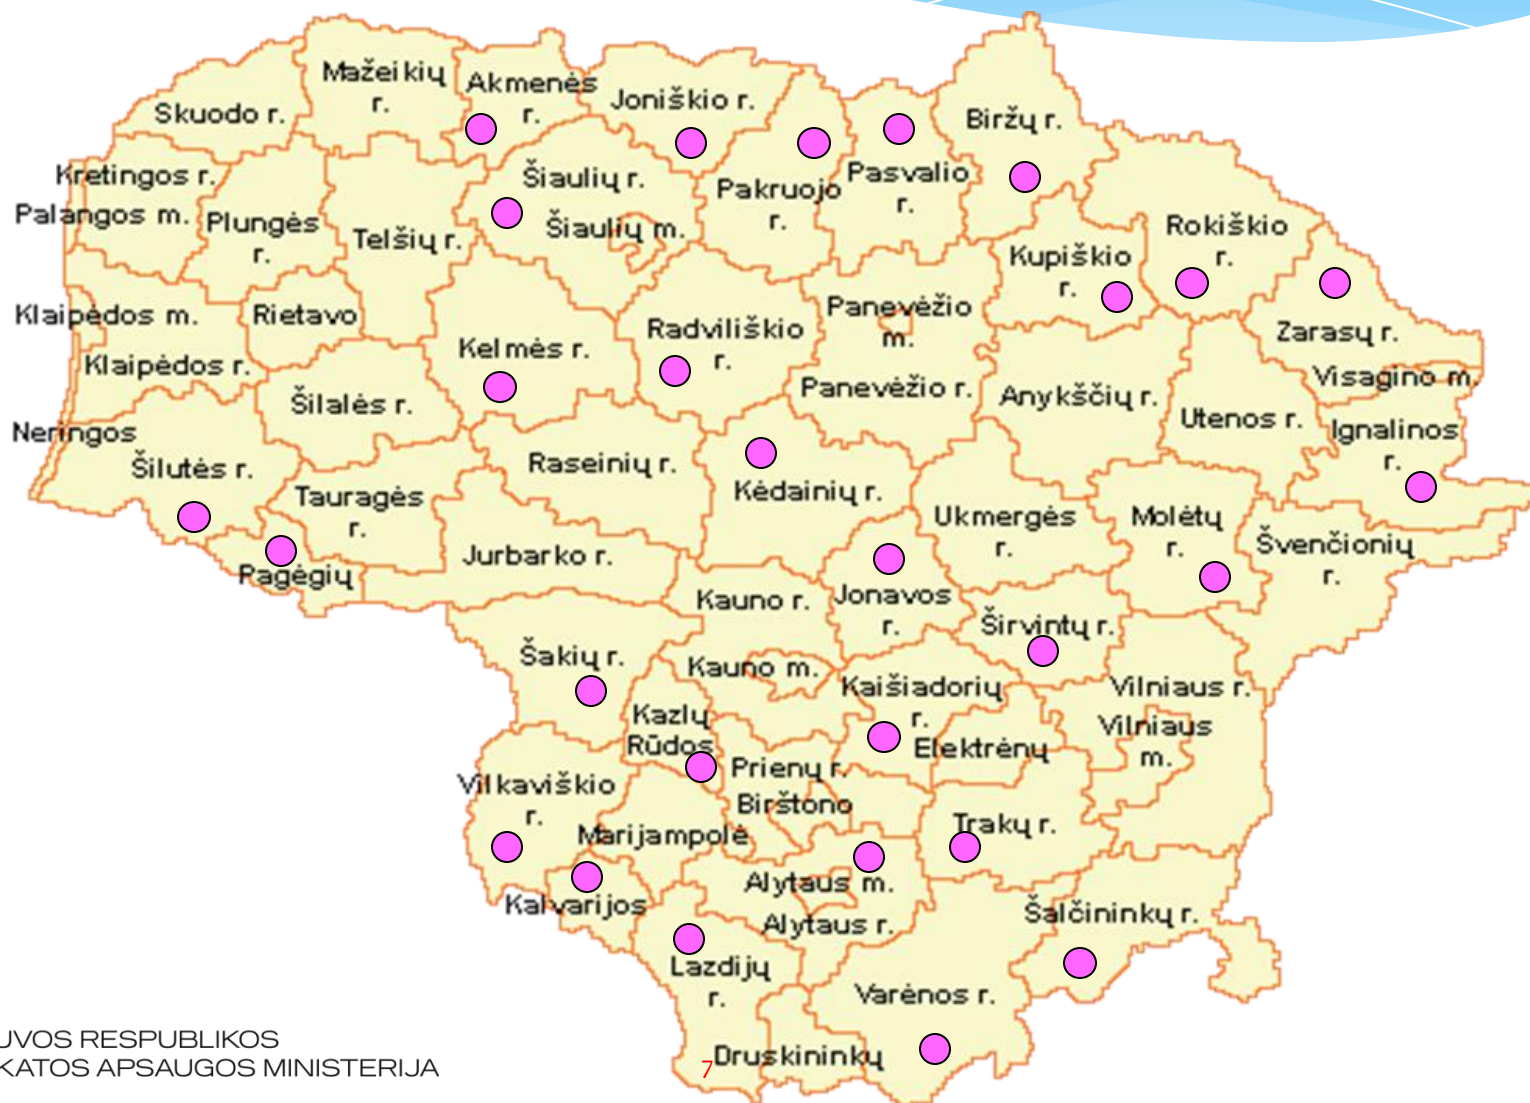 Mažeikių
r.
Akmenės
r.
Skuodo r.
Joniškio r.
Biržų r.
Kretingos r.
Palangos m.
Plungės
r.
Telšių r.
Šiaulių r.
Šiaulių m.
Pakruojo
r.
Pasvalio
r.
Rokiškio
r.
Kupiškio
r.
Klaipėdos m.
Rietavo
Klaipėdos r.
Kelmės r.
Radviliškio
r.
Panevėžio
m.
Panevėžio r.
Zarasų r.
Visagino m.
Anykščių r.
Utenos r.
Ignalinos
r.
Šilalės r.
Neringos
Šilutės r.
Tauragės
r.
Raseinių r.
Kėdainių r.
Ukmergės
r.
Molėtų
r.
Švenčionių
r.
Pagėgių
Jurbarko r.
Kauno r.
Jonavos
r.
Širvintų r.
Šakių r.
Kauno m.
Kaišiadorių
r.
Vilniaus r.
Vilniaus
m.
Kazlų
Rūdos
Elektrėnų
Prienų r.
Birštono
Vilkaviškio
r.
Marijampolė
Trakų r.
Kalvarijos
Alytaus m.
Alytaus r.
Šalčininkų r.
Lazdijų
r.
Varėnos r.
Druskininkų
UVOS RESPUBLIKOS
KATOS APSAUGOS MINISTERIJA
7